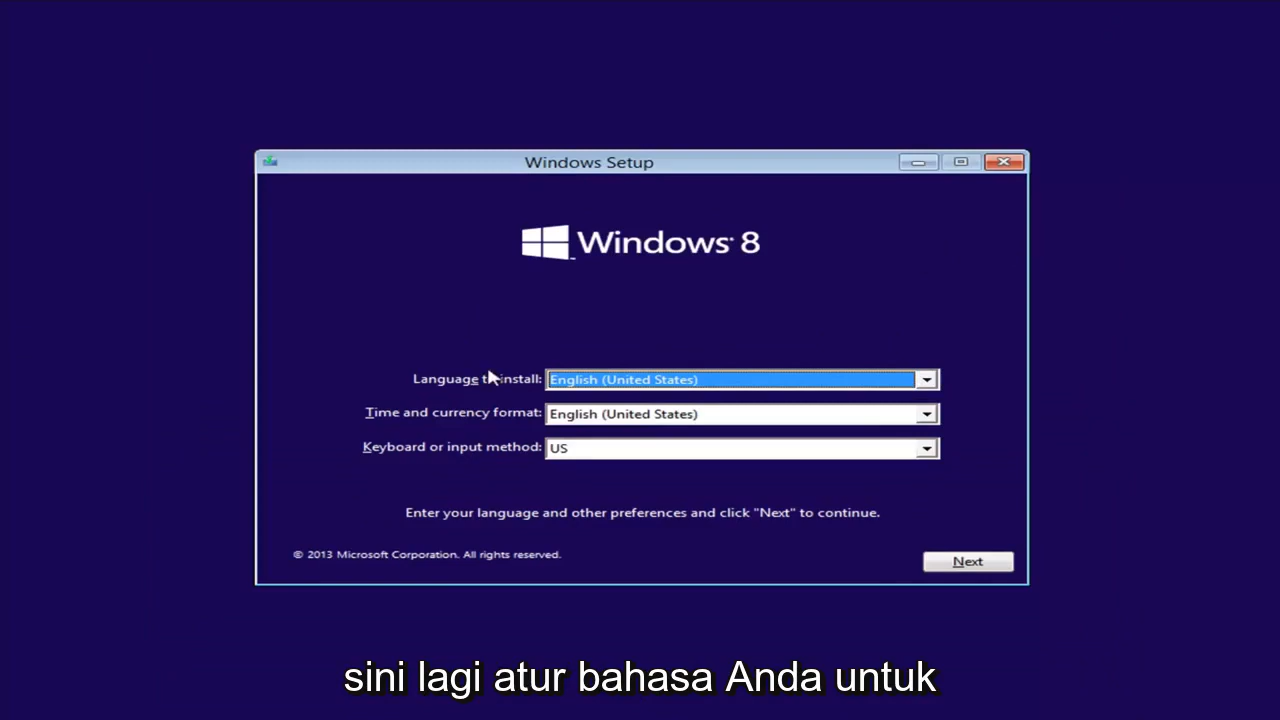 Windows Setup
Windows 8
Language to install: English (United States)
Time and currency format: English (United States)
Keyboard or input method: US
Enter your language and other preferences and click "Next" to continue.
© 2013 Microsoft Corporation. All rights reserved.
Next
sini lagi atur bahasa Anda untuk